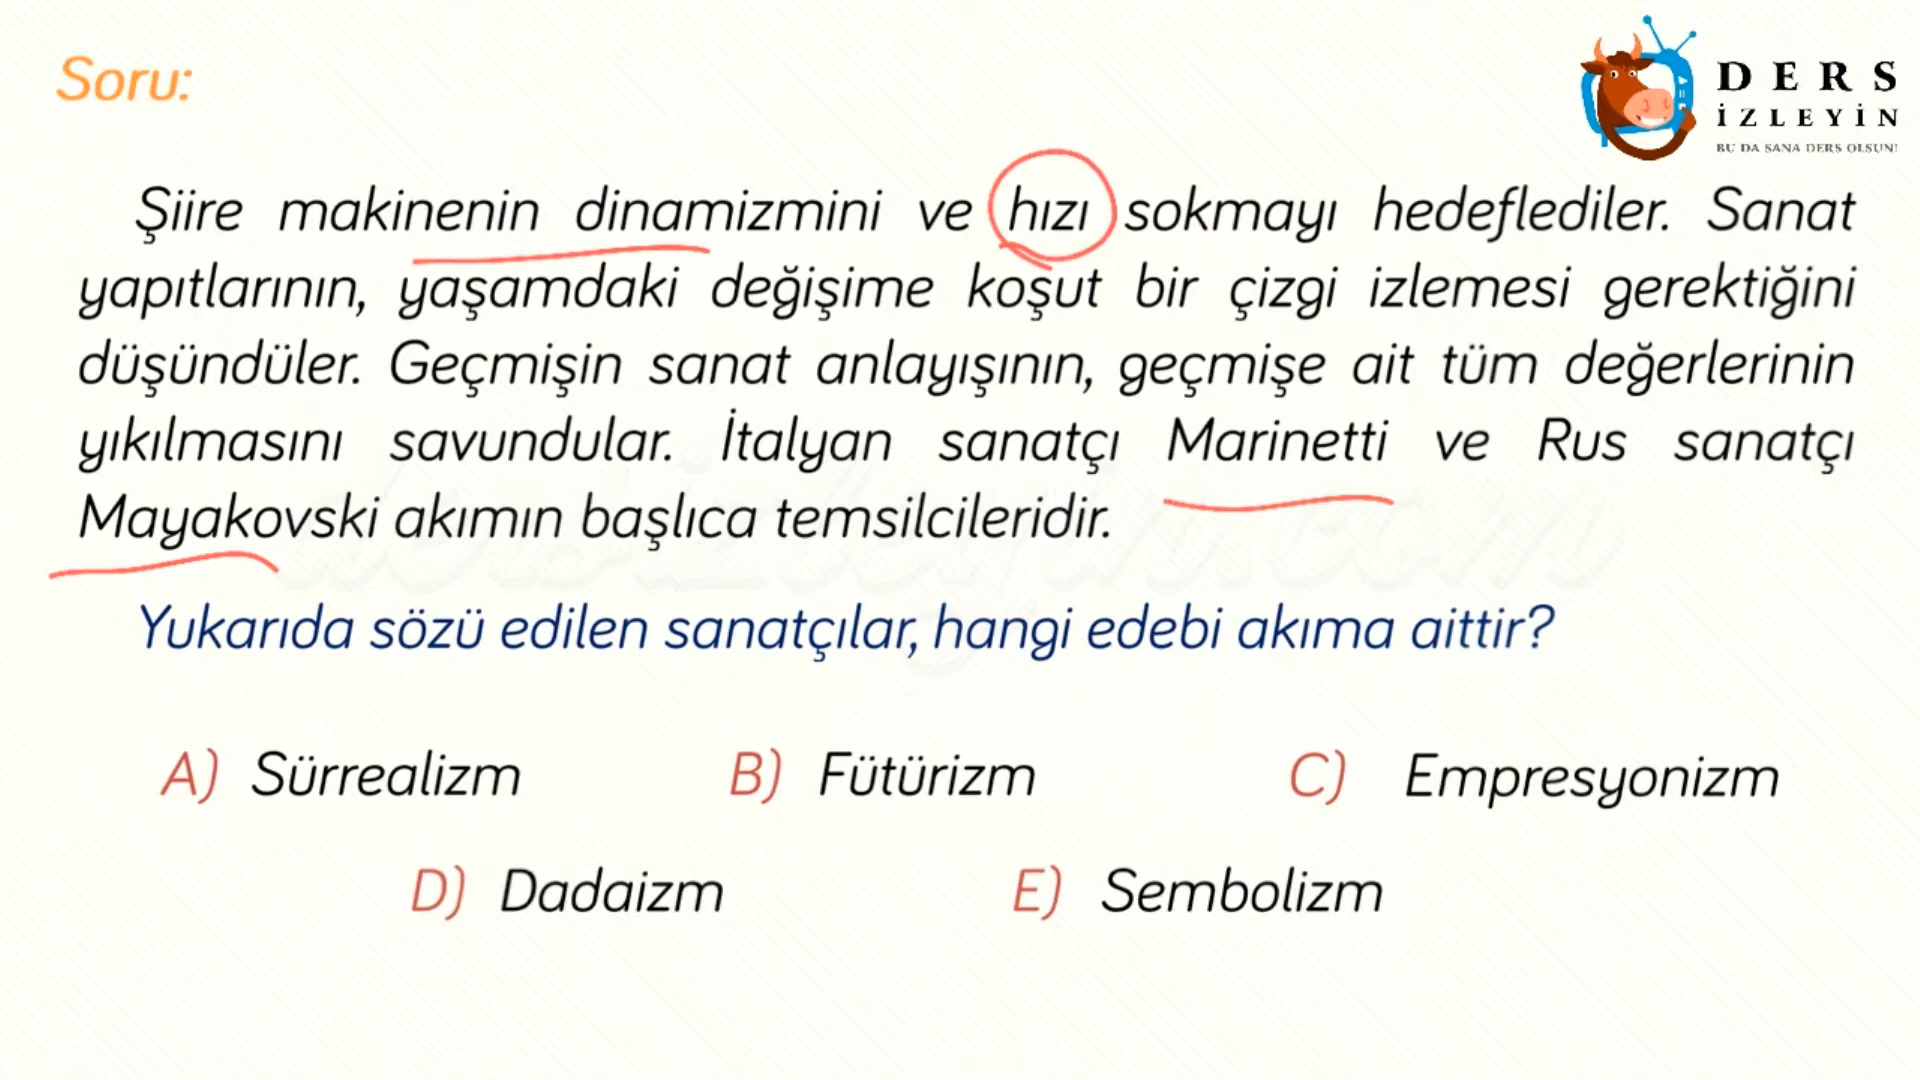 Soru:
DERS
İZLEYİN
BU DA SANA DERS OLSUN!
Şiire makinenin dinamizmini ve hızı sokmayı hedeflediler. Sanat
yapıtlarının, yaşamdaki değişime koşut bir çizgi izlemesi gerektiğini
düşündüler. Geçmişin sanat anlayışının, geçmişe ait tüm değerlerinin
yıkılmasını savundular. İtalyan sanatçı Marinetti ve Rus sanatçı
Mayakovski akımın başlıca temsilcileridir.
Yukarıda sözü edilen sanatçılar, hangi edebi akıma aittir?
A) Sürrealizm B) Fütürizm C) Empresyonizm
D) Dadaizm E) Sembolizm